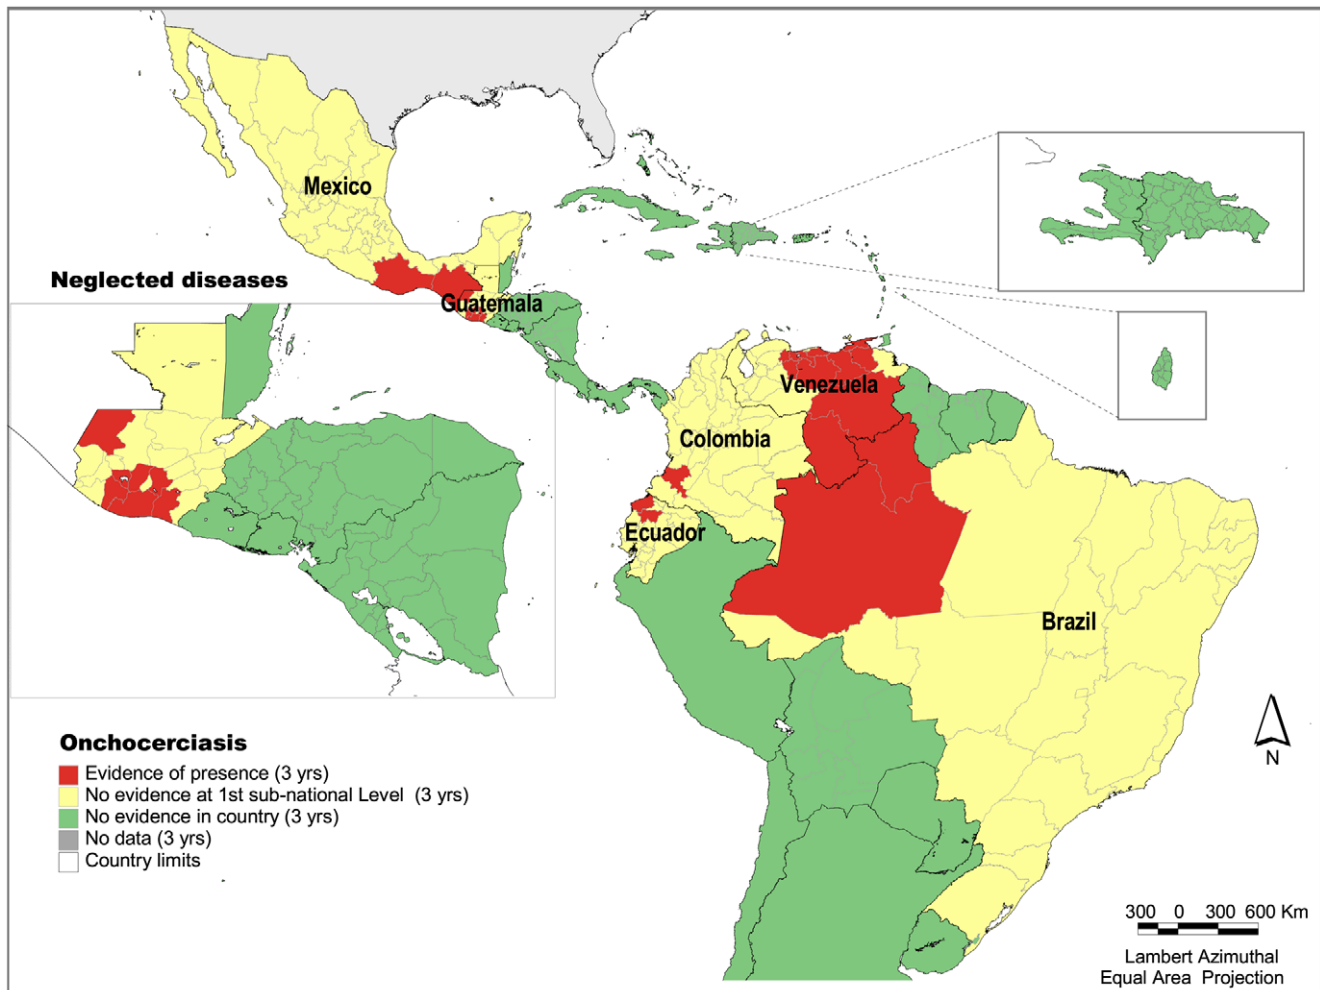 Mexico
Neglected diseases
Guatemala
Venezuela
Colombia
Ecuador
Brazil
N
Onchocerciasis
Evidence of presence (3 yrs)
No evidence at 1st sub-national Level (3 yrs)
No evidence in country (3 yrs)
No data (3 yrs)
Country limits
300 0 300 600 Km
Lambert Azimuthal
Equal Area Projection